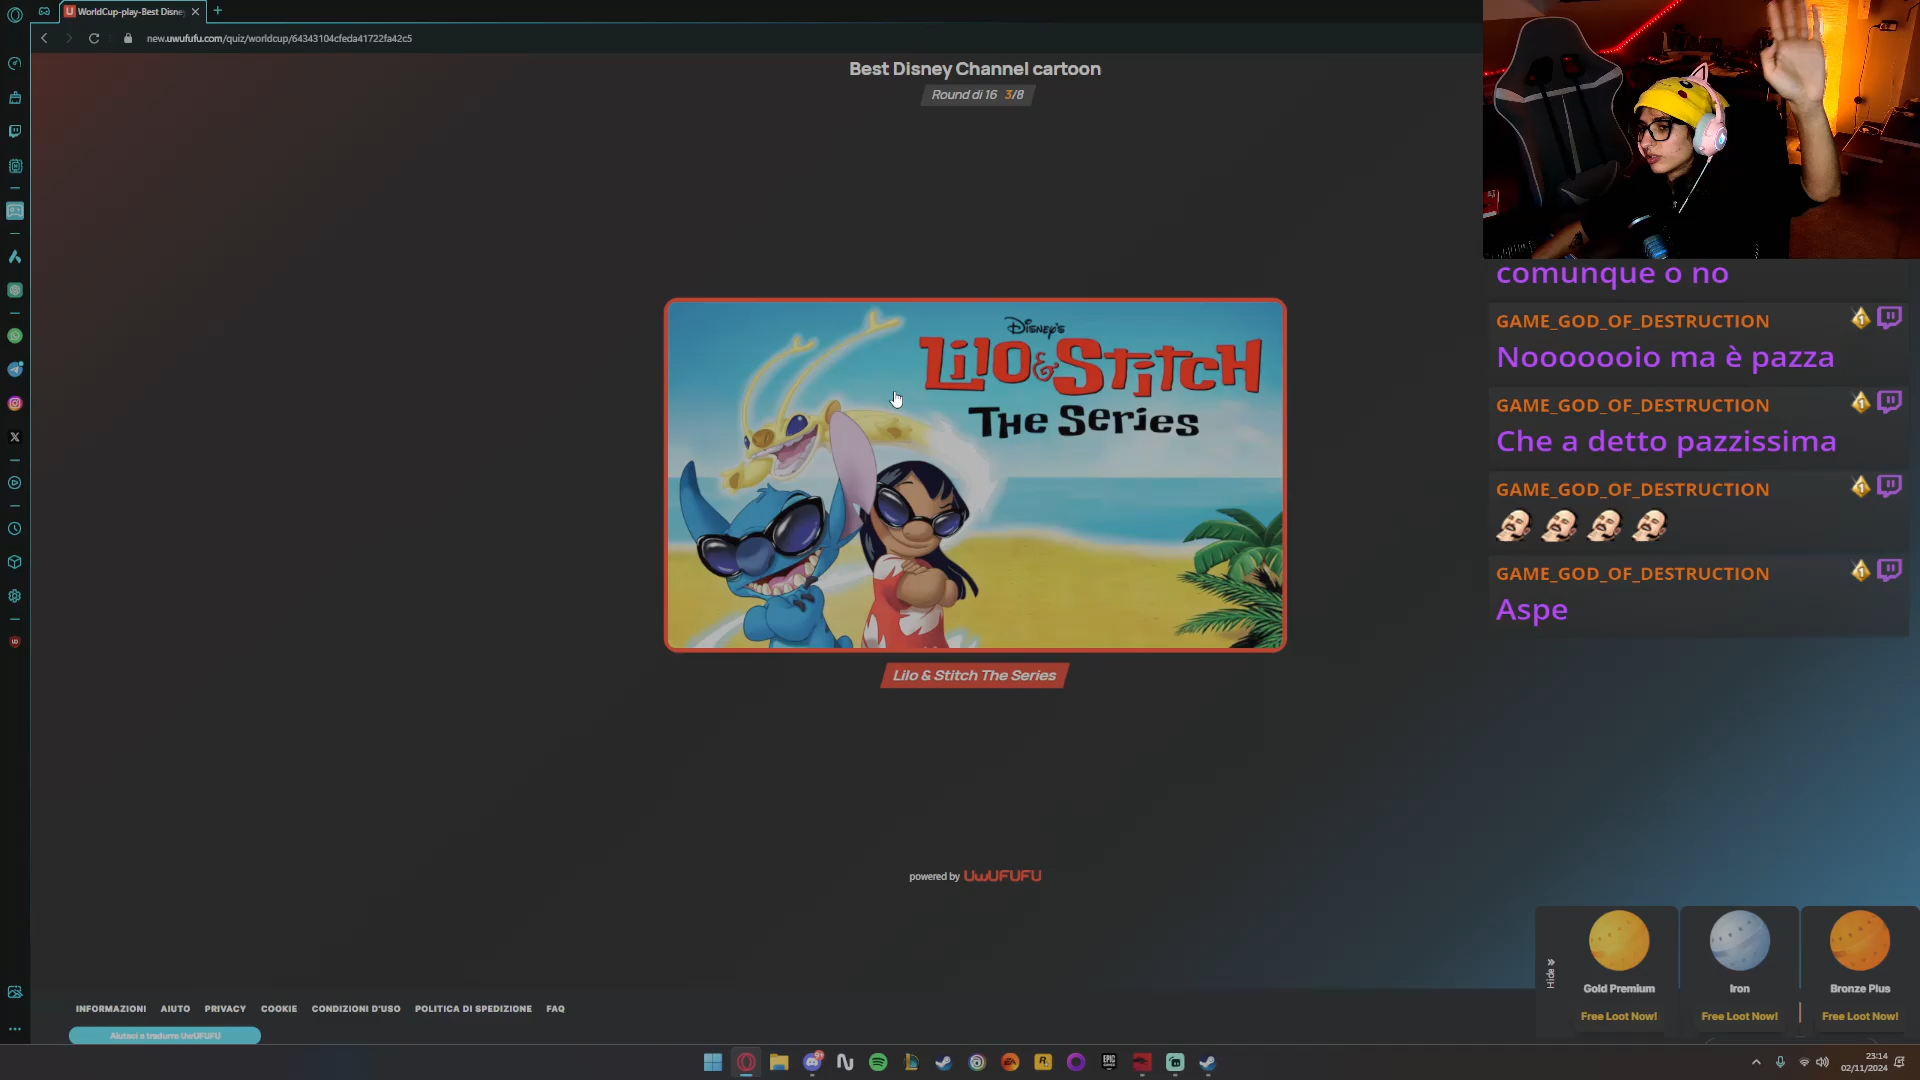 WorldCup-play-Best Disne
new.uwufufu.com/quiz/worldcup/64343104cfeda41722fa42c5
Best Disney Channel cartoon
Round di 16 3/8
DISNEY'S
LILO & STITCH
THE SERIES
Lilo & Stitch The Series
powered by UWUFUFU
comunque o no
GAME_GOD_OF_DESTRUCTION
Nooooooio ma è pazza
GAME_GOD_OF_DESTRUCTION
Che a detto pazzissima
GAME_GOD_OF_DESTRUCTION
GAME_GOD_OF_DESTRUCTION
Aspe
Hide
Gold Premium
Free Loot Now!
Iron
Free Loot Now!
Bronze Plus
Free Loot Now!
INFORMAZIONI AIUTO PRIVACY COOKIE CONDIZIONI D'USO POLITICA DI SPEDIZIONE FAQ
Aiutaci a tradurre UwUFUFU
23:14
02/11/2024